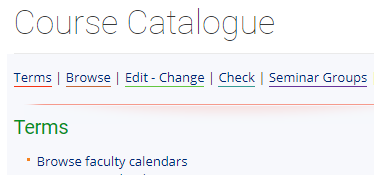 Course Catalogue
Terms | Browse | Edit - Change | Check | Seminar Groups
Terms
Browse faculty calendars